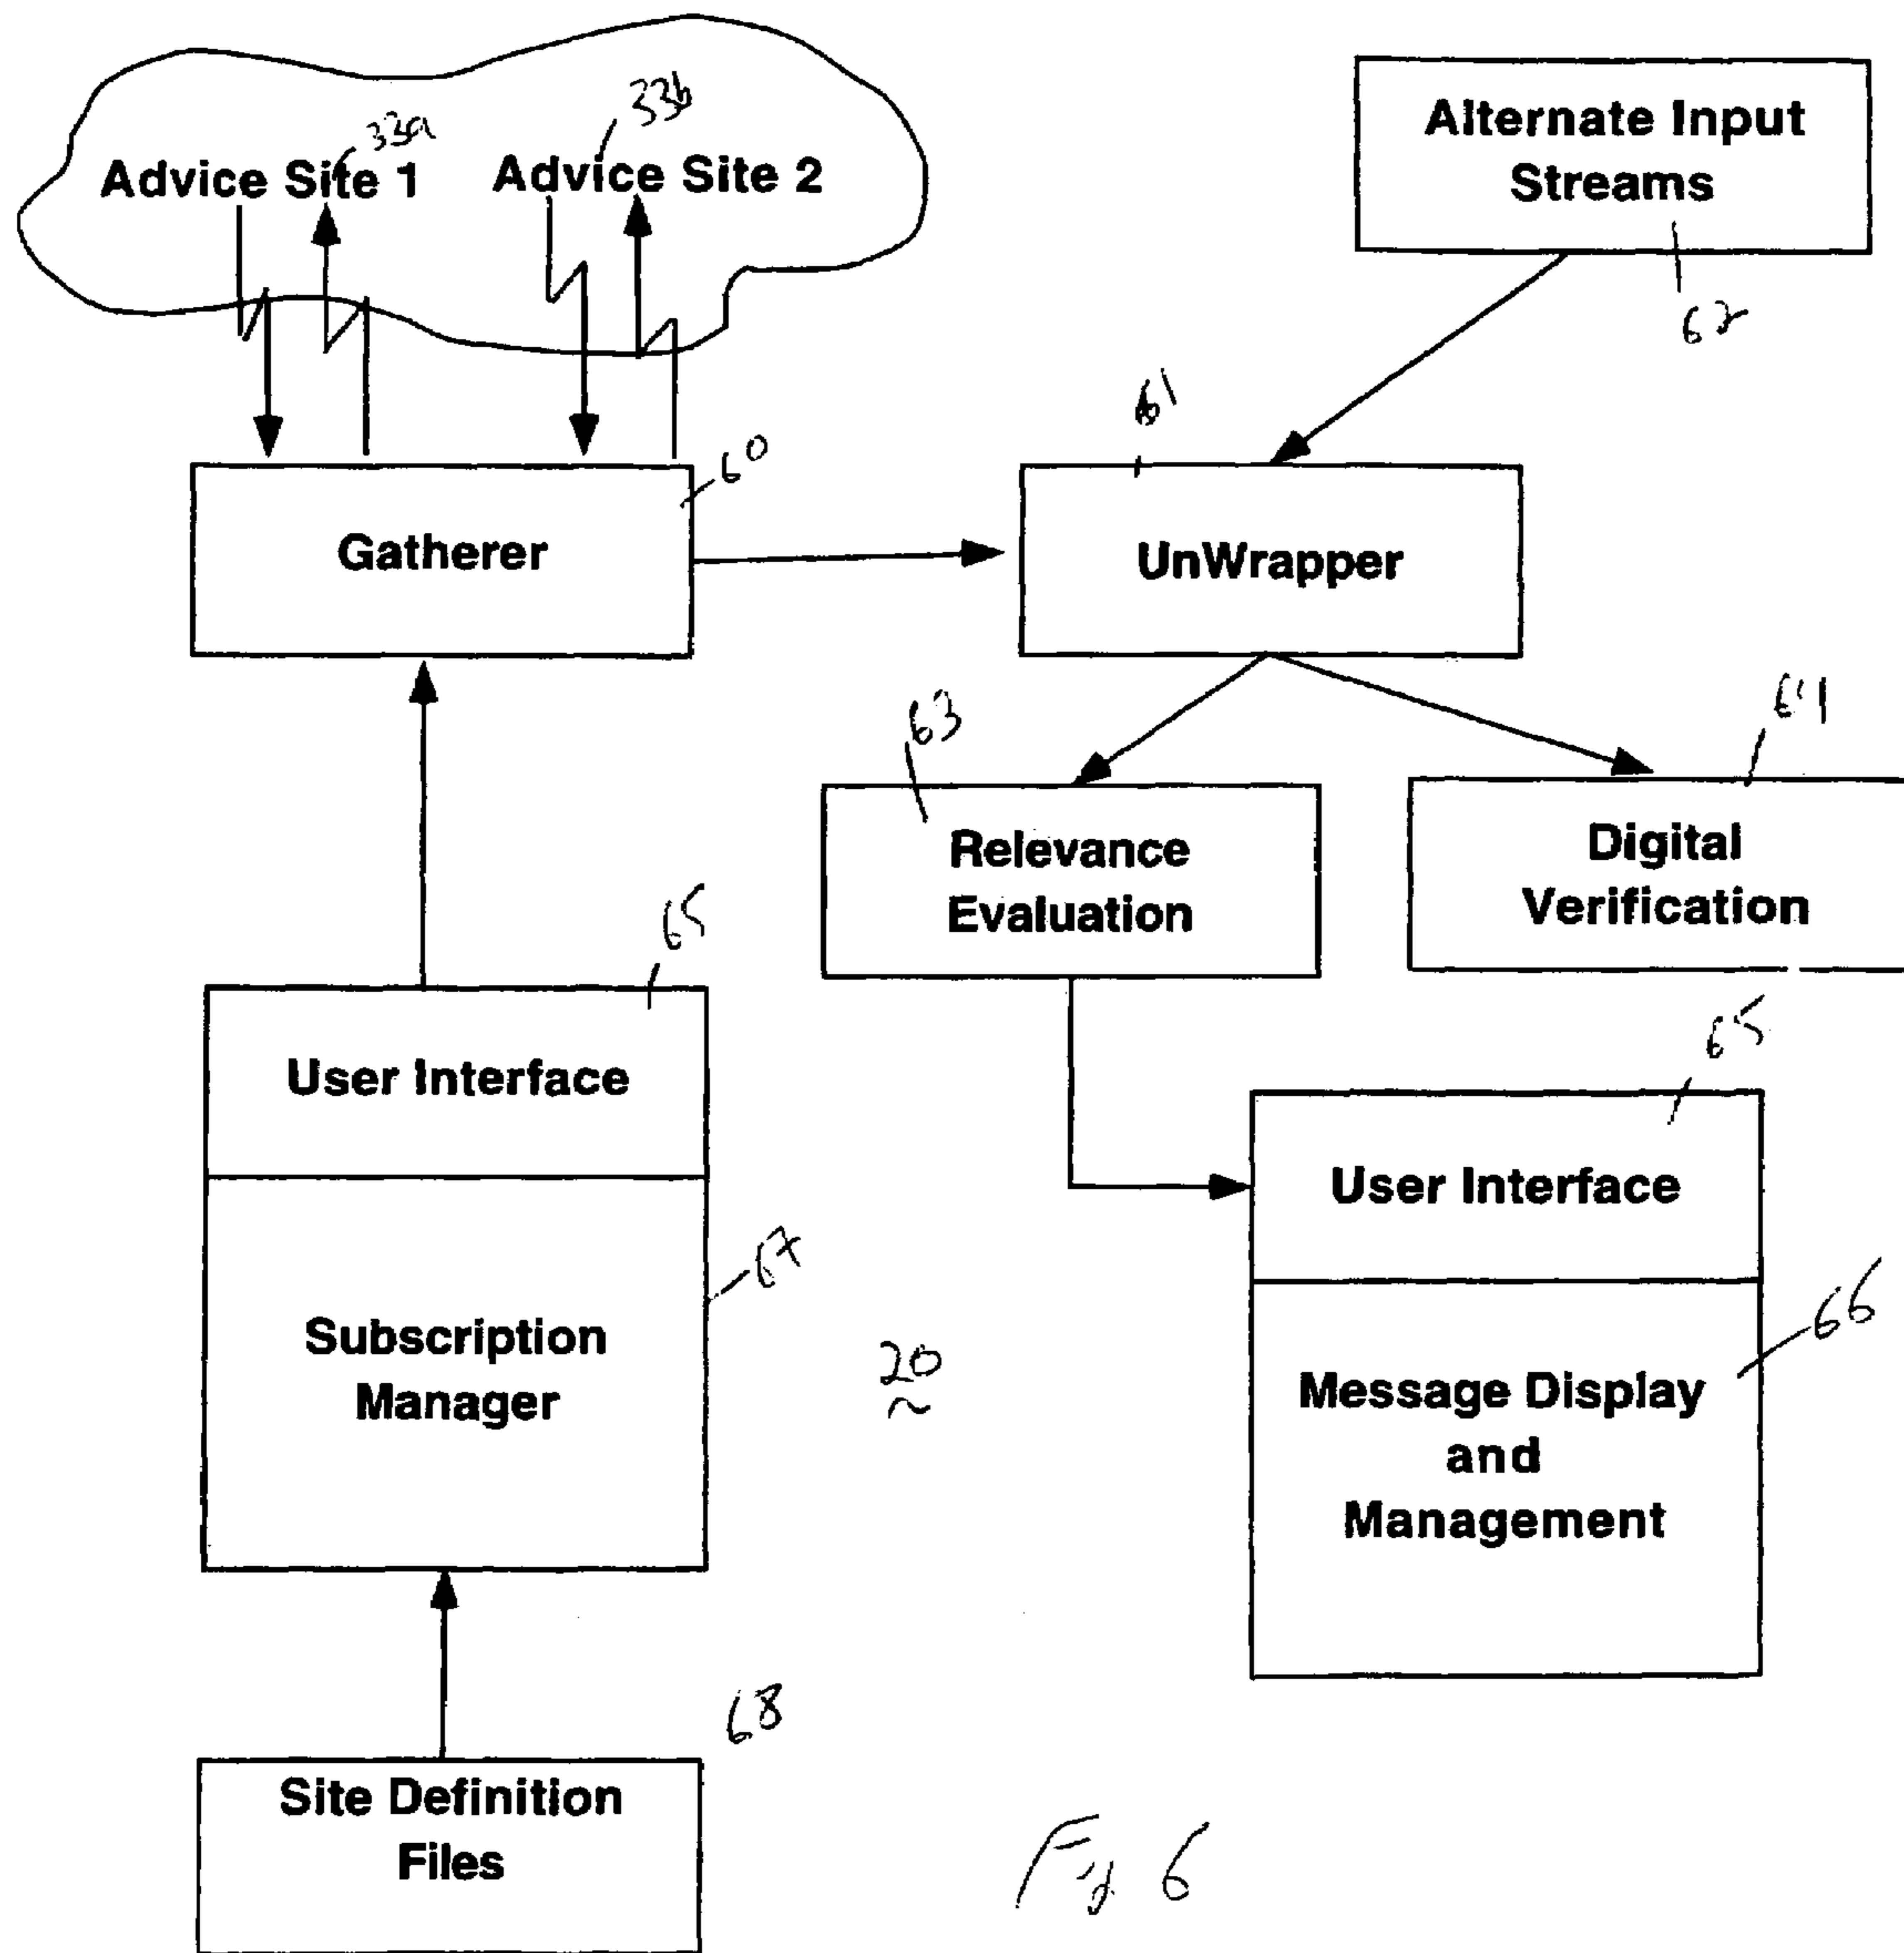 33a
33b
Advice Site 1
Advice Site 2
Alternate Input
Streams
62
61
60
Gatherer
UnWrapper
63
64
Relevance
Evaluation
Digital
Verification
65
65
User Interface
User Interface
67
66
Subscription
Manager
20
Message Display
and
Management
68
Site Definition
Files
Fig 6